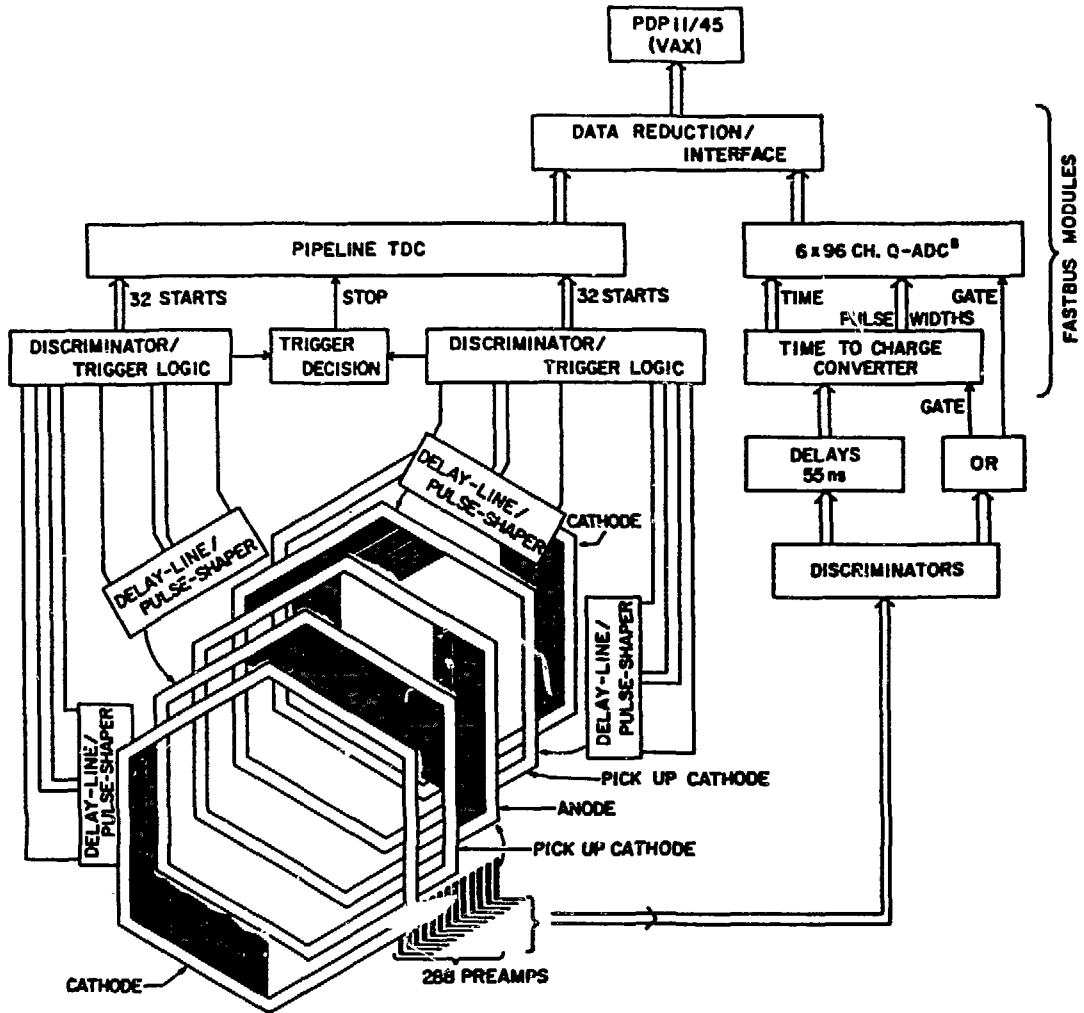 PDP 11/45
(VAX)
DATA REDUCTION/
INTERFACE
FASTBUS MODULES
PIPELINE TDC
6 x 96 CH. Q-ADC
32 STARTS
STOP
32 STARTS
TIME
GATE
PULSE WIDTHS
DISCRIMINATOR/
TRIGGER LOGIC
TRIGGER
DECISION
DISCRIMINATOR/
TRIGGER LOGIC
TIME TO CHARGE
CONVERTER
GATE
DELAYS
55 ns
OR
DELAY-LINE/
PULSE-SHAPER
CATHODE
DELAY-LINE/
PULSE-SHAPER
DISCRIMINATORS
DELAY-LINE/
PULSE-SHAPER
DELAY-LINE/
PULSE-SHAPER
PICK UP CATHODE
ANODE
PICK UP CATHODE
288 PREAMPS
CATHODE